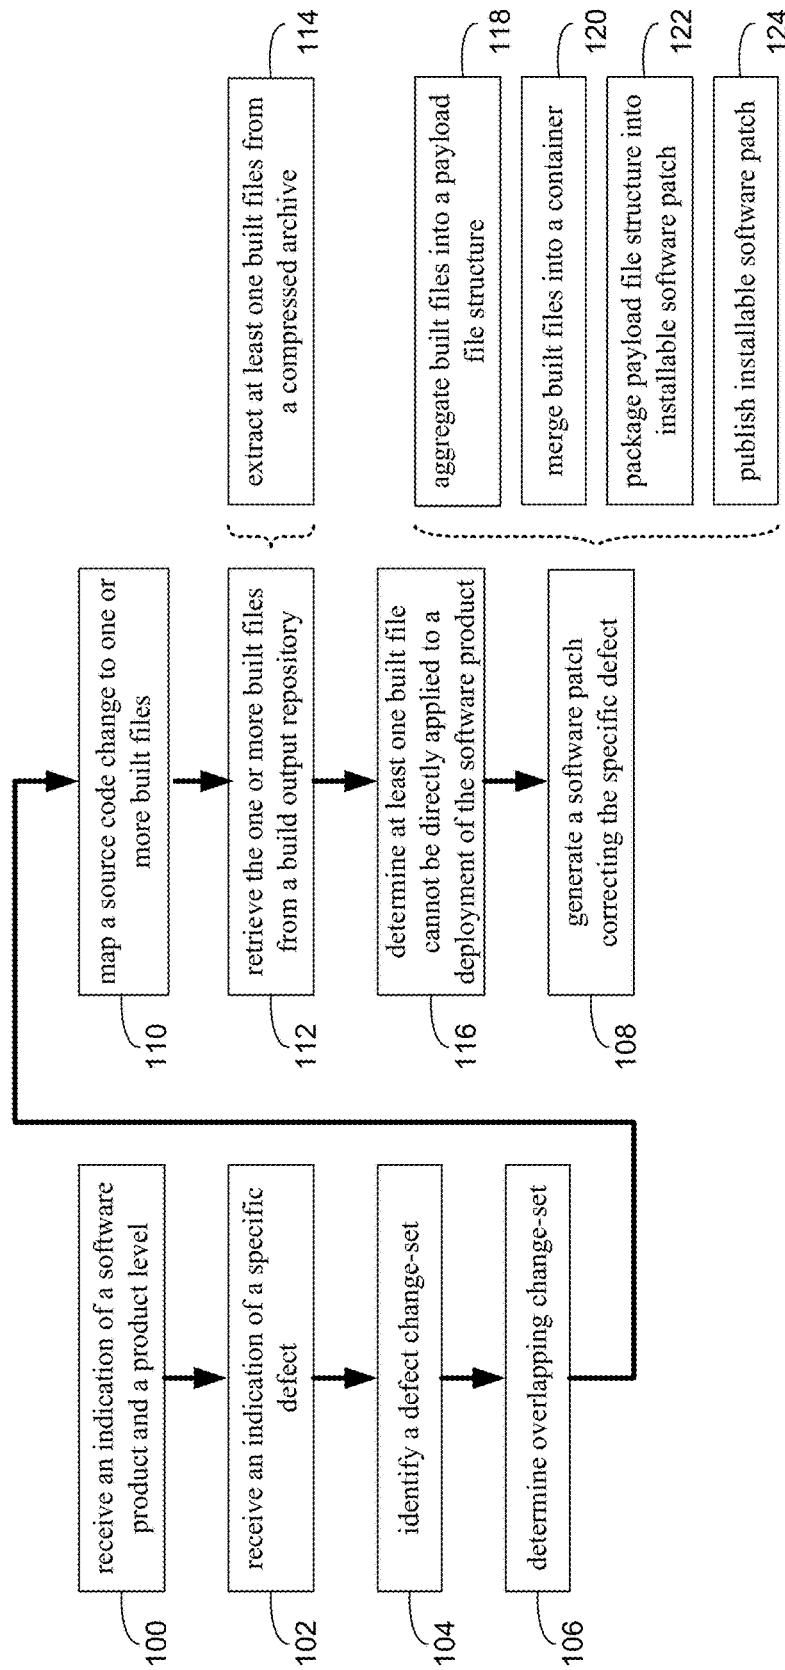 receive an indication of a software
product and a product level
100
receive an indication of a specific
defect
102
identify a defect change-set
104
determine overlapping change-set
106
map a source code change to one or
more built files
110
retrieve the one or more built files
from a build output repository
112
determine at least one built file
cannot be directly applied to a
deployment of the software product
116
generate a software patch
correcting the specific defect
108
extract at least one built files from
a compressed archive
114
aggregate built files into a payload
file structure
118
merge built files into a container
120
package payload file structure into
installable software patch
122
publish installable software patch
124